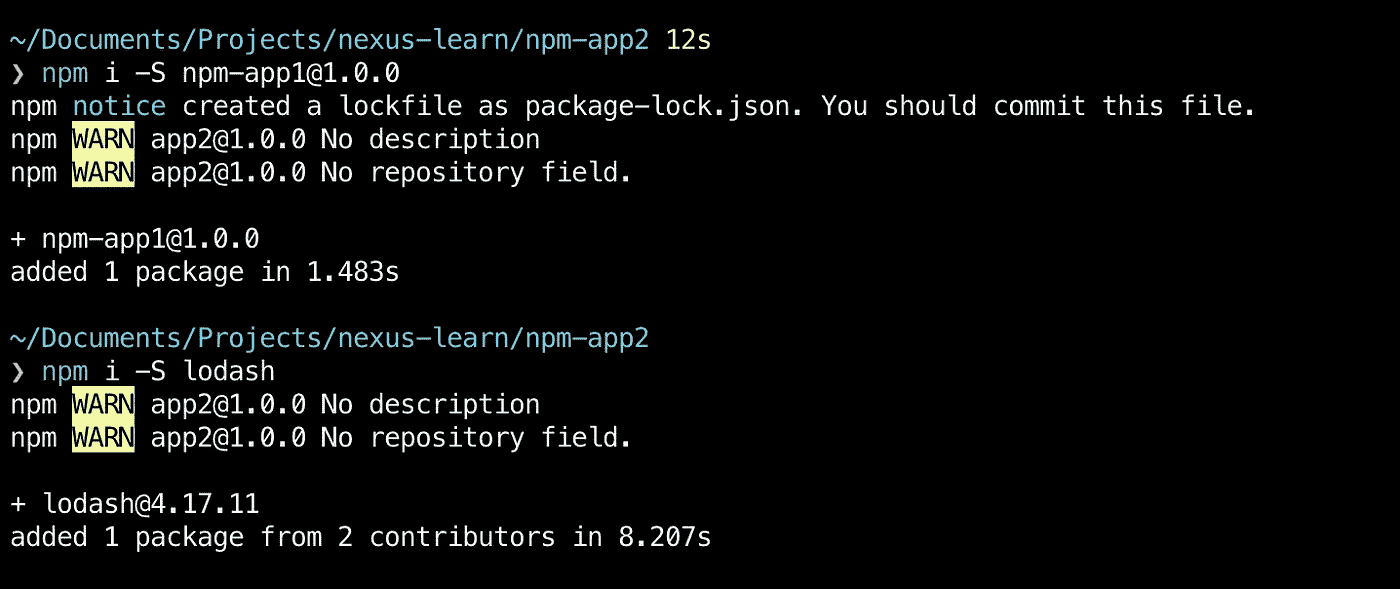 ~/Documents/Projects/nexus-learn/npm-app2 12s
❯ npm i -S npm-app1@1.0.0
npm notice created a lockfile as package-lock.json. You should commit this file.
npm WARN app2@1.0.0 No description
npm WARN app2@1.0.0 No repository field.
+ npm-app1@1.0.0
added 1 package in 1.483s
~/Documents/Projects/nexus-learn/npm-app2
❯ npm i -S lodash
npm WARN app2@1.0.0 No description
npm WARN app2@1.0.0 No repository field.
+ lodash@4.17.11
added 1 package from 2 contributors in 8.207s